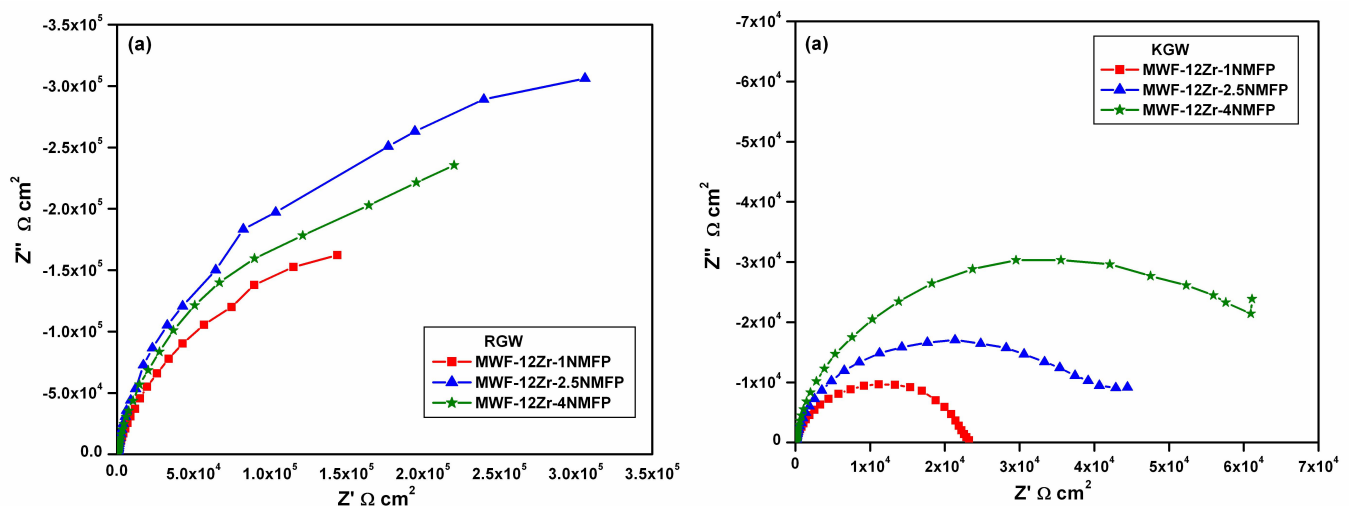 (a)
-3.5x10⁵
-3.0x10⁵
-2.5x10⁵
-2.0x10⁵
-1.5x10⁵
-1.0x10⁵
-5.0x10⁴
0.0
Z'' Ω cm²
RGW
MWF-12Zr-1NMFP
MWF-12Zr-2.5NMFP
MWF-12Zr-4NMFP
0.0 5.0x10⁴ 1.0x10⁵ 1.5x10⁵ 2.0x10⁵ 2.5x10⁵ 3.0x10⁵ 3.5x10⁵
Z' Ω cm²
(a)
-7x10⁴
-6x10⁴
-5x10⁴
-4x10⁴
-3x10⁴
-2x10⁴
-1x10⁴
0
Z'' Ω cm²
KGW
MWF-12Zr-1NMFP
MWF-12Zr-2.5NMFP
MWF-12Zr-4NMFP
0 1x10⁴ 2x10⁴ 3x10⁴ 4x10⁴ 5x10⁴ 6x10⁴ 7x10⁴
Z' Ω cm²